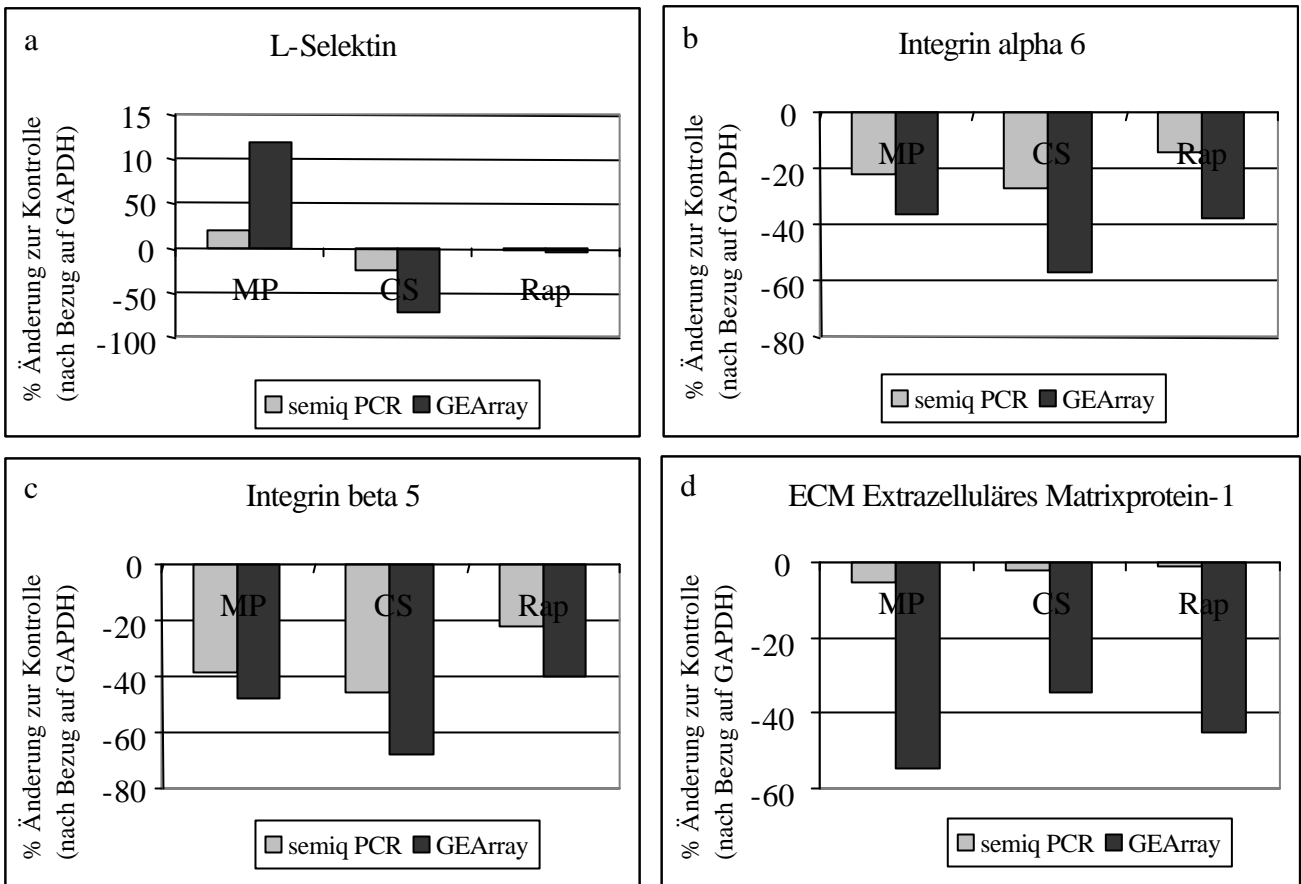 a
L-Selektin
% Änderung zur Kontrolle
(nach Bezug auf GAPDH)
15
10
50
0
-50
-100
MP CS Rap
semiq PCR GEArray
b
Integrin alpha 6
% Änderung zur Kontrolle
(nach Bezug auf GAPDH)
0
-20
-40
-60
-80
MP CS Rap
semiq PCR GEArray
c
Integrin beta 5
% Änderung zur Kontrolle
(nach Bezug auf GAPDH)
0
-20
-40
-60
-80
MP CS Rap
semiq PCR GEArray
d
ECM Extrazelluläres Matrixprotein-1
% Änderung zur Kontrolle
(nach Bezug auf GAPDH)
0
-20
-40
-60
MP CS Rap
semiq PCR GEArray